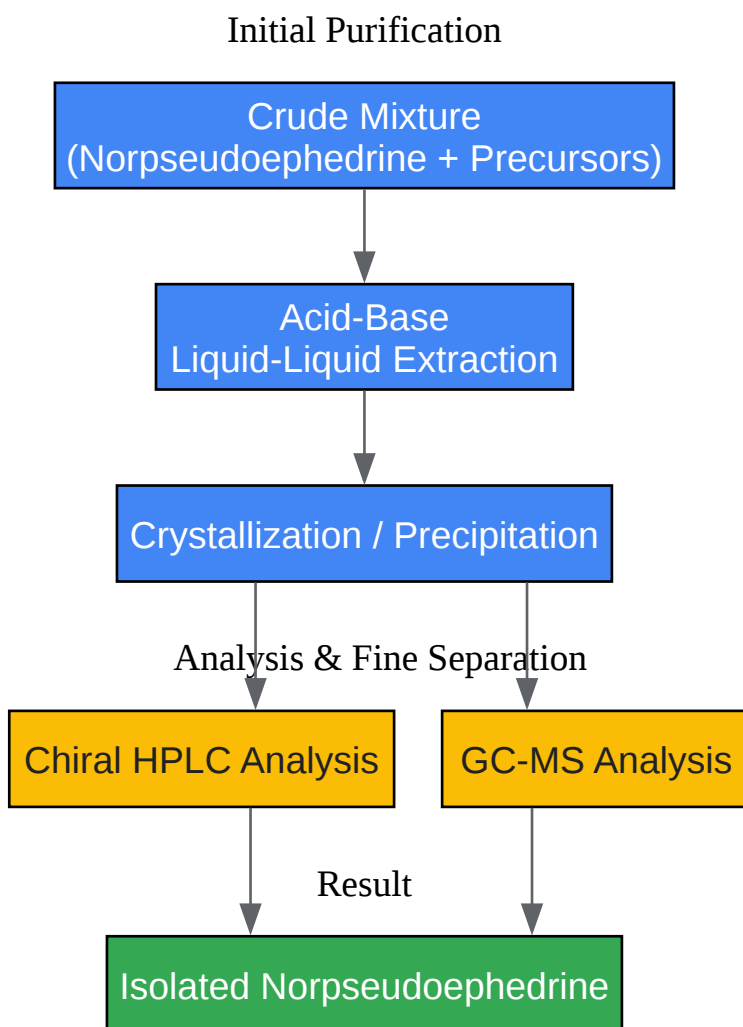 Initial Purification
Crude Mixture
(Norpseudoephedrine + Precursors)
Acid-Base
Liquid-Liquid Extraction
Crystallization / Precipitation
Analysis & Fine Separation
Chiral HPLC Analysis
GC-MS Analysis
Result
Isolated Norpseudoephedrine